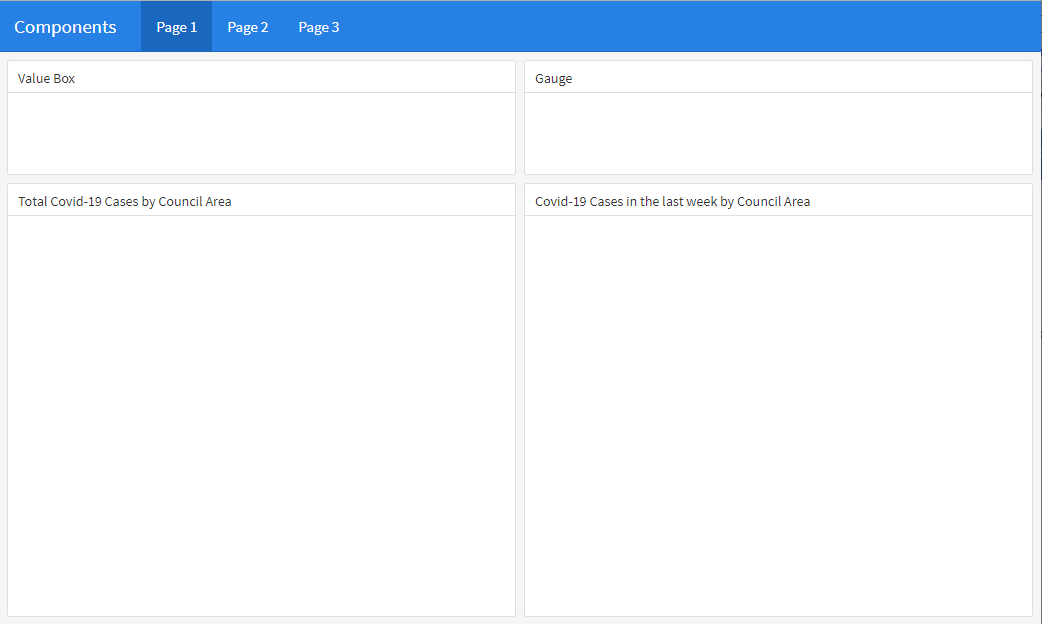 Components Page 1 Page 2 Page 3
Value Box
Gauge
Total Covid-19 Cases by Council Area
Covid-19 Cases in the last week by Council Area